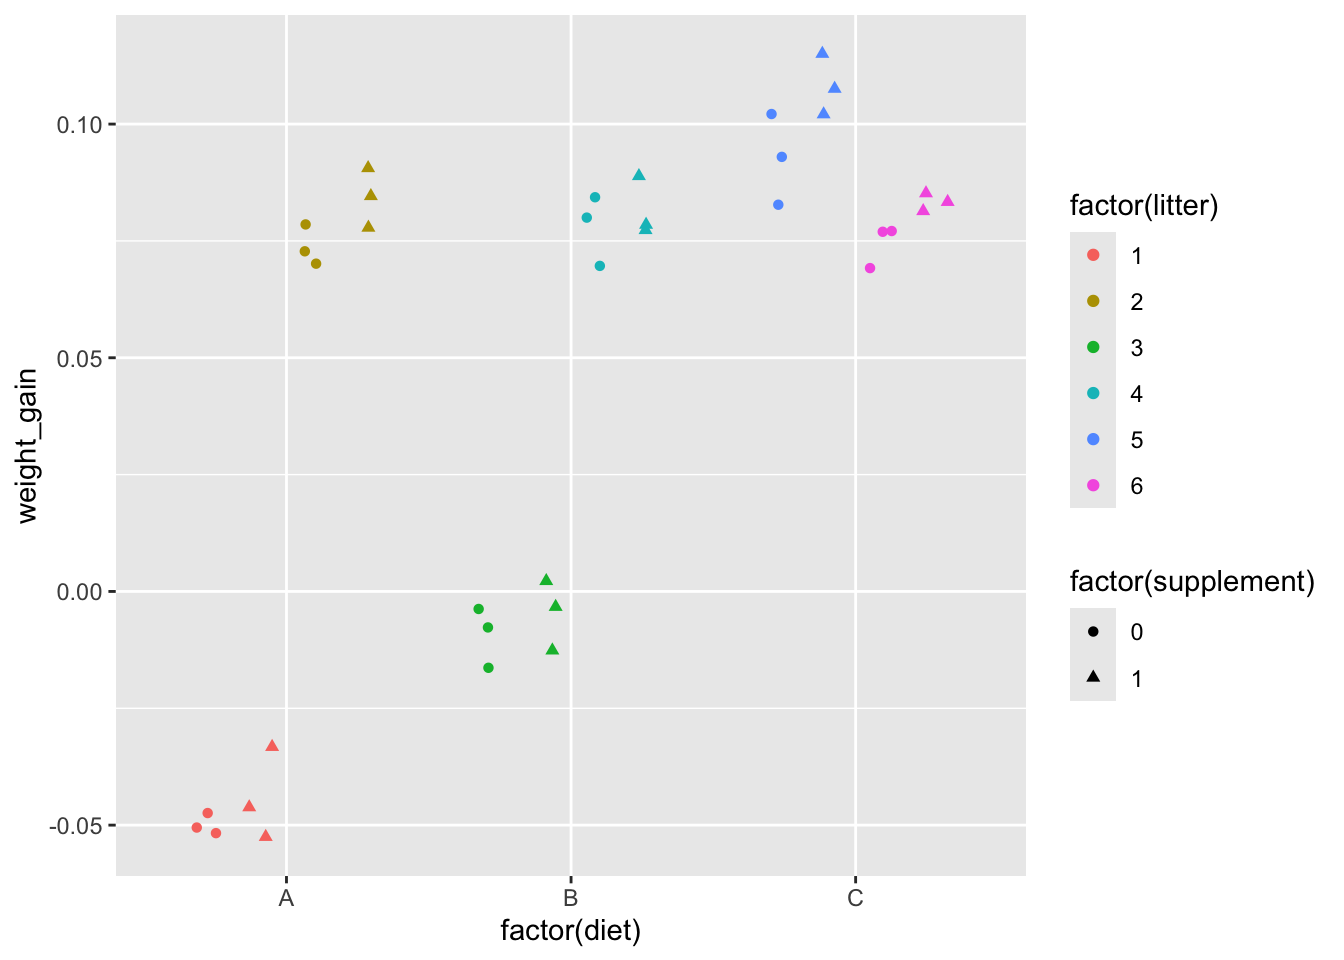 0.10
0.05
0.00
-0.05
weight_gain
A
B
C
factor(diet)
factor(litter)
1
2
3
4
5
6
factor(supplement)
0
1